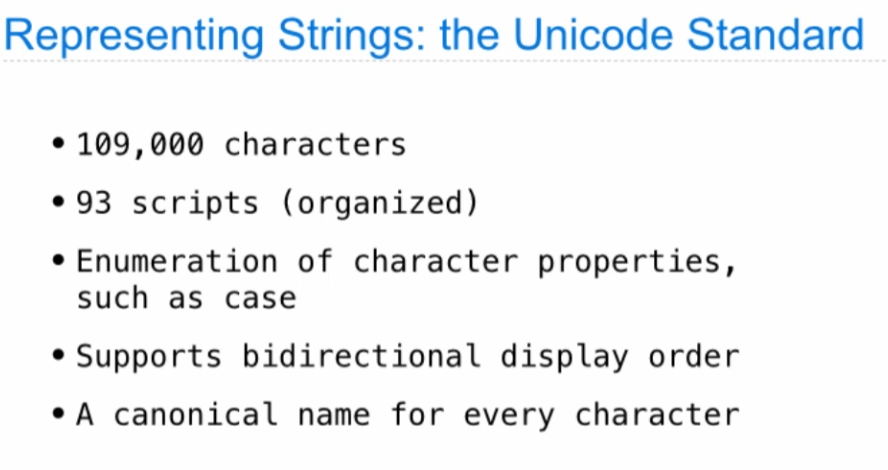 Representing Strings: the Unicode Standard
• 109,000 characters
• 93 scripts (organized)
• Enumeration of character properties,
such as case
• Supports bidirectional display order
• A canonical name for every character